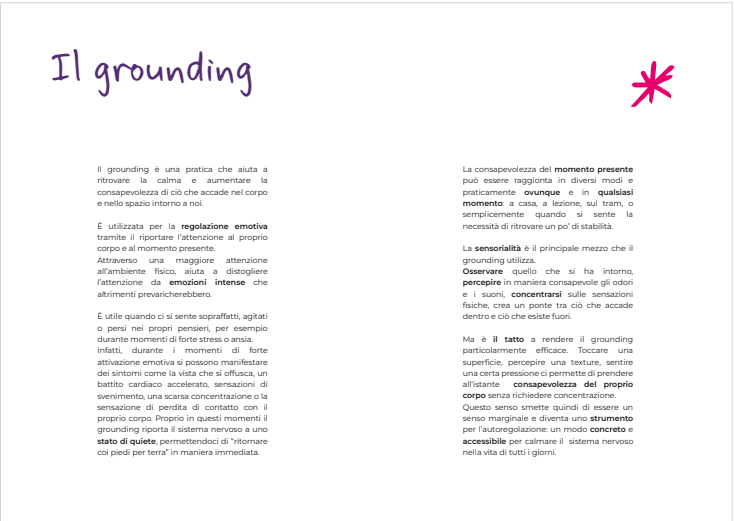 Il grounding
Il grounding è una pratica che aiuta a
ritrovare la calma e aumentare la
consapevolezza di ciò che accade nel corpo
e nello spazio intorno a noi.
È utilizzata per la regolazione emotiva
tramite il riportare l'attenzione al proprio
corpo e al momento presente.
Attraverso una maggiore attenzione
all'ambiente fisico, aiuta a distogliere
l'attenzione da emozioni intense che
altrimenti prevaricherebbero.
È utile quando ci si sente sopraffatti, agitati
o persi nei propri pensieri, per esempio
durante momenti di forte stress o ansia.
Infatti, durante i momenti di forte
attivazione emotiva si possono manifestare
dei sintomi come la vista che si offusca, un
battito cardiaco accelerato, sensazioni di
svenimento, una scarsa concentrazione o la
sensazione di perdita di contatto con il
proprio corpo. Proprio in questi momenti il
grounding riporta il sistema nervoso a uno
stato di quiete, permettendoci di "ritornare
coi piedi per terra" in maniera immediata.
La consapevolezza del momento presente
può essere raggionta in diversi modi e
praticamente ovunque e in qualsiasi
momento: a casa, a lezione, sul tram, o
semplicemente quando si sente la
necessità di ritrovare un po' di stabilità.
La sensorialità è il principale mezzo che il
grounding utilizza.
Osservare quello che si ha intorno,
percepire in maniera consapevole gli odori
e i suoni, concentrarsi sulle sensazioni
fisiche, crea un ponte tra ciò che accade
dentro e ciò che esiste fuori.
Ma è il tatto a rendere il grounding
particolarmente efficace. Toccare una
superficie, percepire una texture, sentire
una certa pressione ci permette di prendere
all'istante consapevolezza del proprio
corpo senza richiedere concentrazione.
Questo senso smette quindi di essere un
senso marginale e diventa uno strumento
per l'autoregolazione: un modo concreto e
accessibile per calmare il sistema nervoso
nella vita di tutti i giorni.